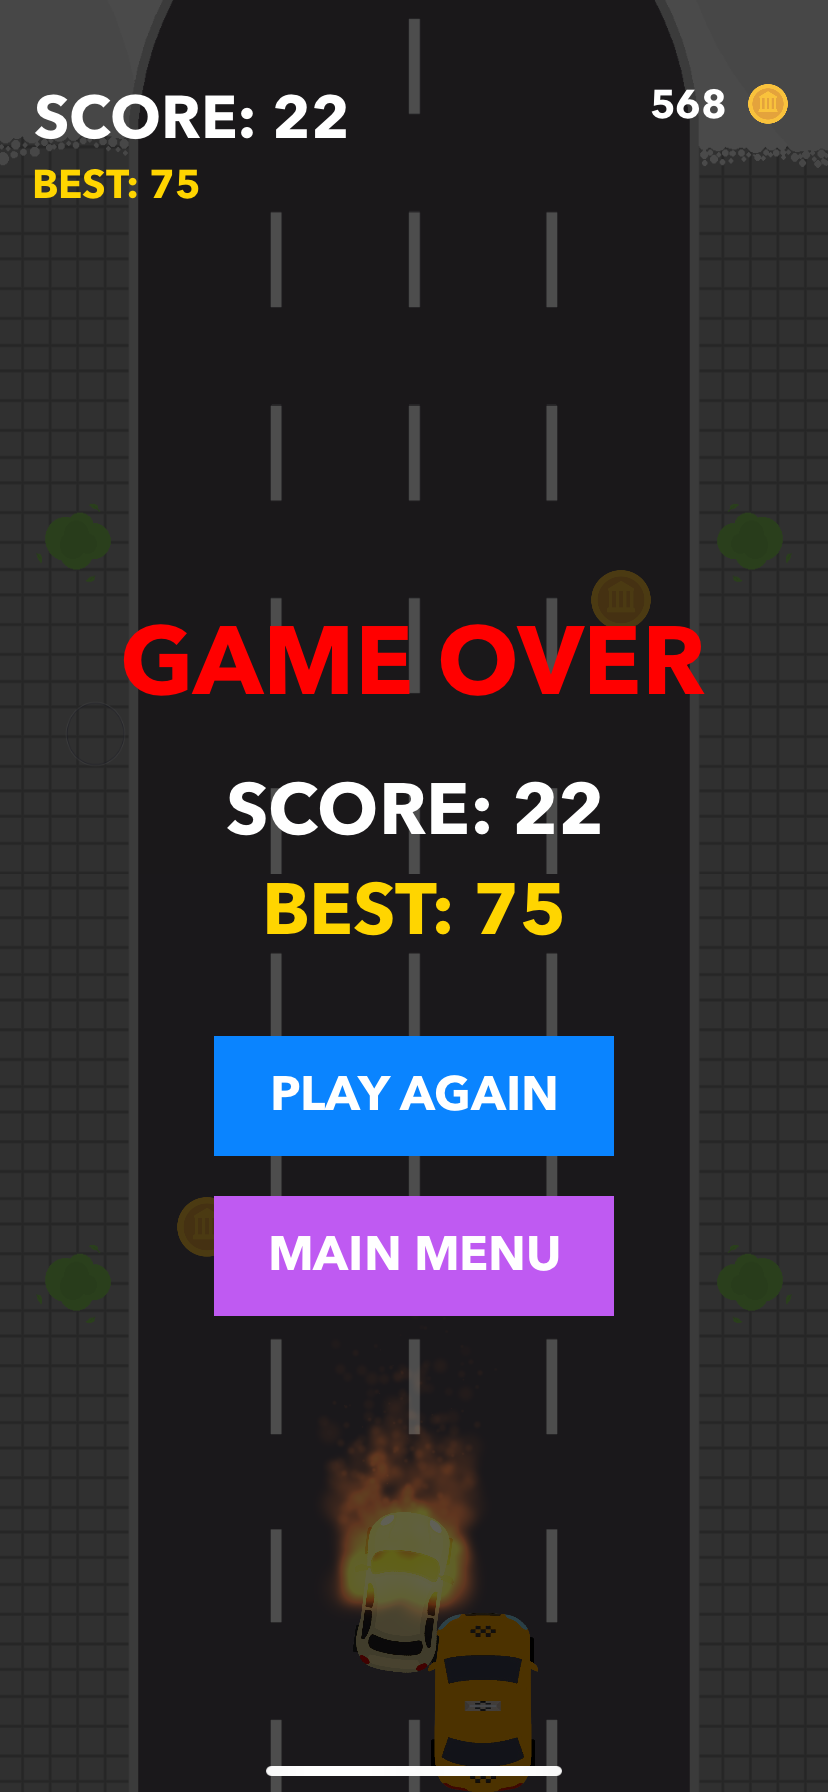 SCORE: 22
568
BEST: 75
GAME OVER
SCORE: 22
BEST: 75
PLAY AGAIN
MAIN MENU